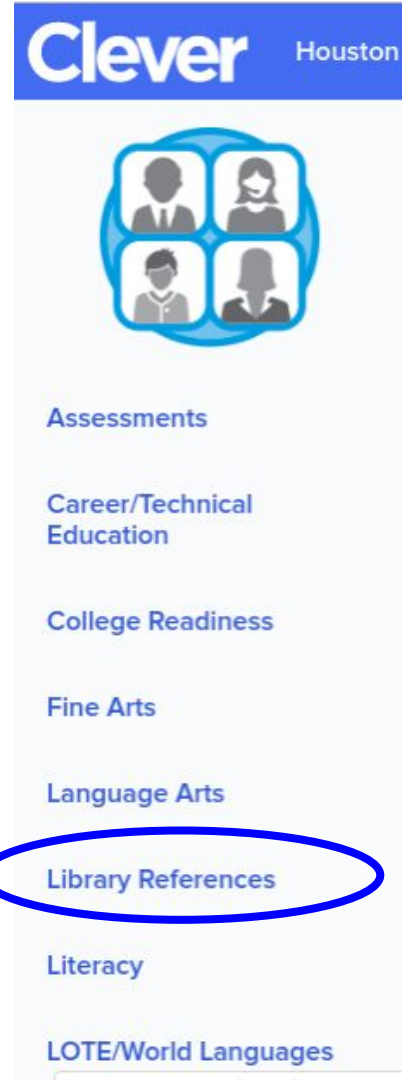 Clever Houston
Assessments
Career/Technical
Education
College Readiness
Fine Arts
Language Arts
Library References
Literacy
LOTE/World Languages